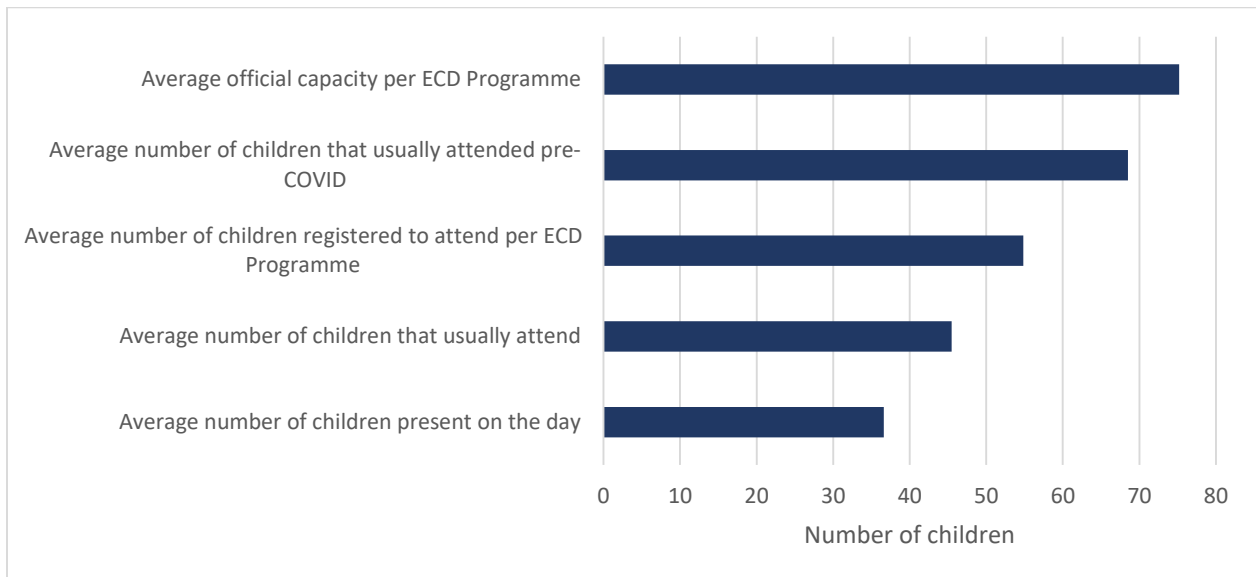 Average official capacity per ECD Programme
Average number of children that usually attended pre-
COVID
Average number of children registered to attend per ECD
Programme
Average number of children that usually attend
Average number of children present on the day
0 10 20 30 40 50 60 70 80
Number of children